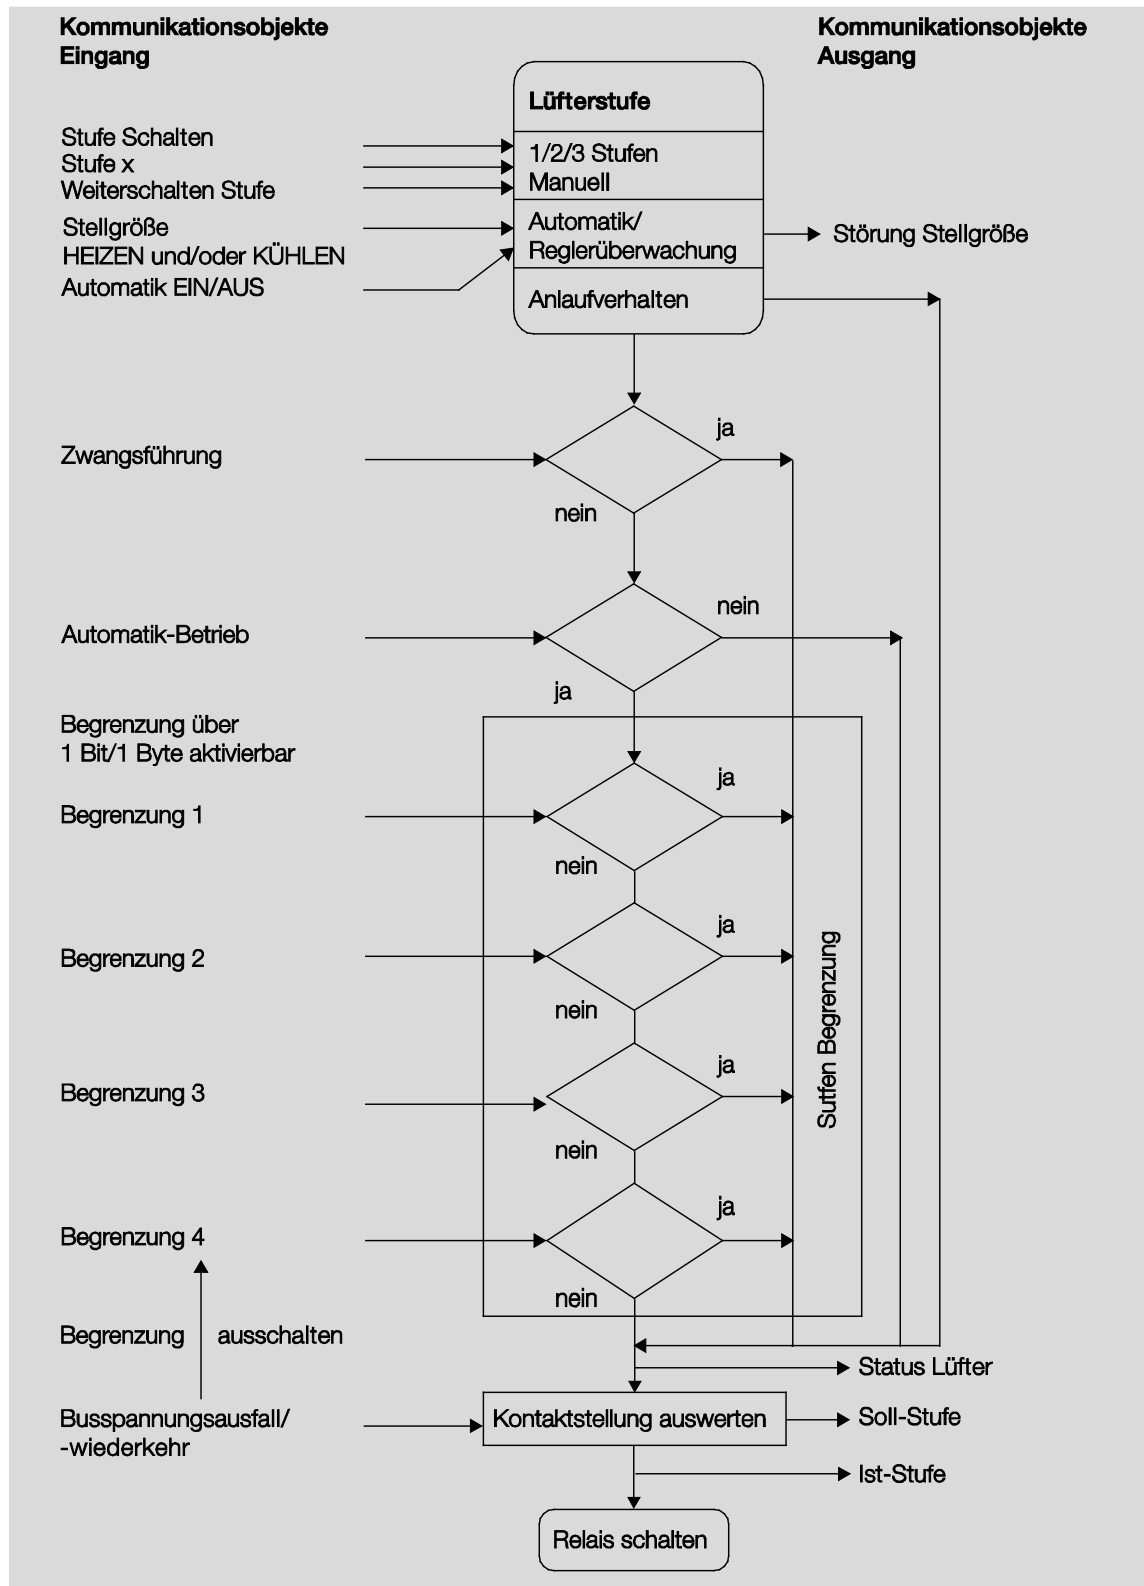 Kommunikationsobjekte
Eingang
Kommunikationsobjekte
Ausgang
Lüfterstufe
Stufe Schalten
Stufe x
Weiterschalten Stufe
1/2/3 Stufen
Manuell
Stellgröße
HEIZEN und/oder KÜHLEN
Automatik EIN/AUS
Automatik/
Reglerüberwachung
Störung Stellgröße
Anlaufverhalten
ja
Zwangsführung
nein
nein
Automatik-Betrieb
ja
Begrenzung über
1 Bit/1 Byte aktivierbar
ja
Begrenzung 1
nein
ja
Begrenzung 2
nein
Sutfen Begrenzung
ja
Begrenzung 3
nein
ja
Begrenzung 4
nein
Begrenzung ausschalten
Status Lüfter
Busspannungsausfall/
-wiederkehr
Kontaktstellung auswerten
Soll-Stufe
Ist-Stufe
Relais schalten